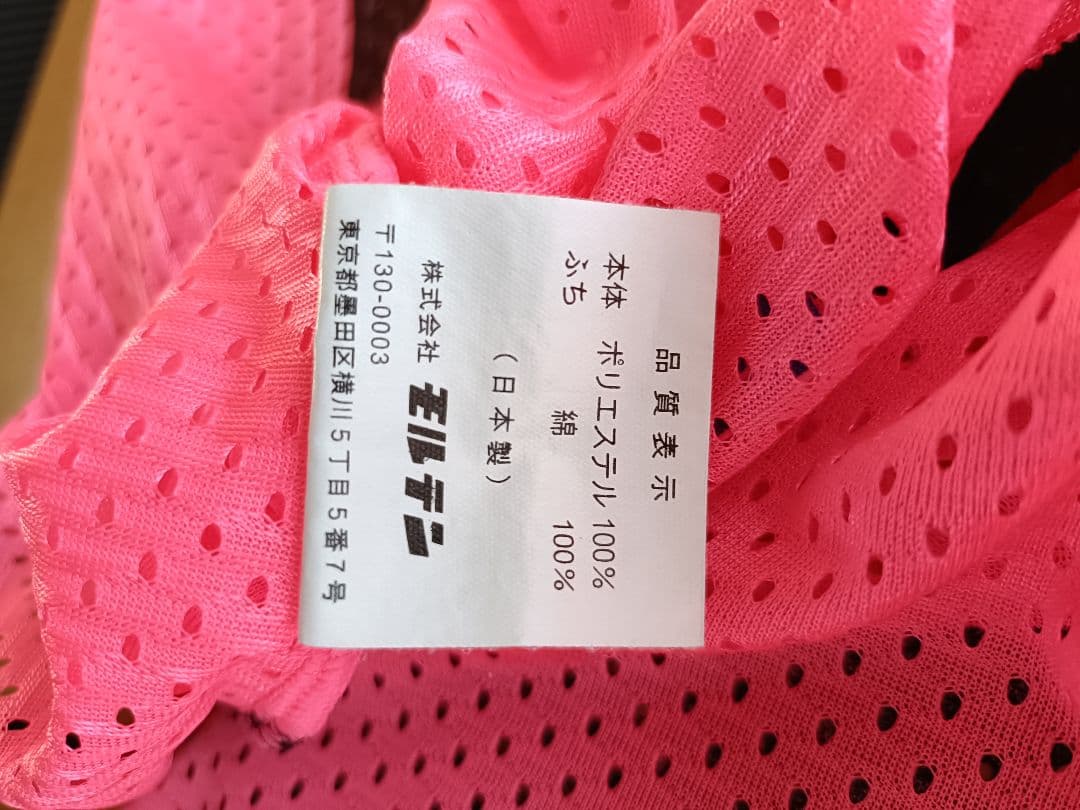 品質表示
本体 ポリエステル 100%
ふち 綿 100%
(日本製)
株式会社 モルテン
〒130-0003
東京都墨田区横川5丁目5番7号